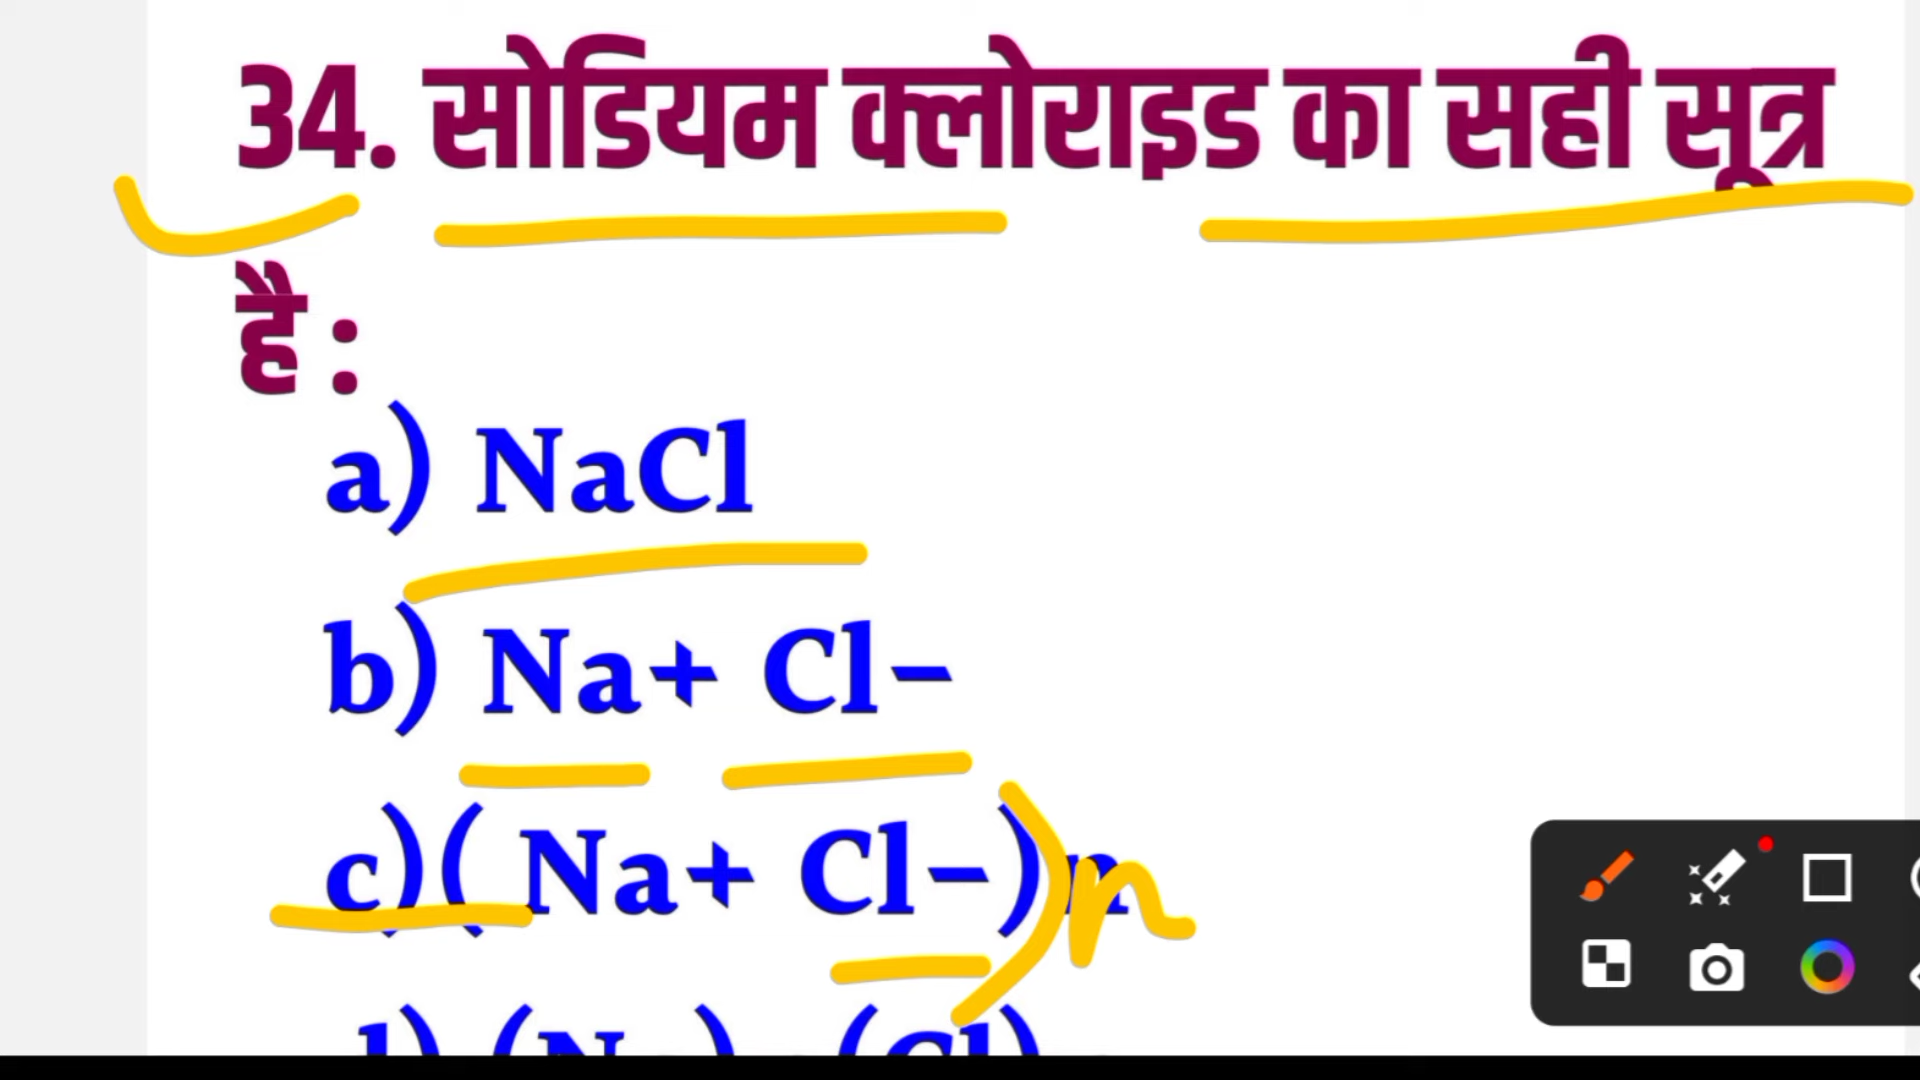 34. सोडियम क्लोराइड का सही सूत्र
है :
a) NaCl
b) Na+ Cl-
c)( Na+ Cl-)n
n